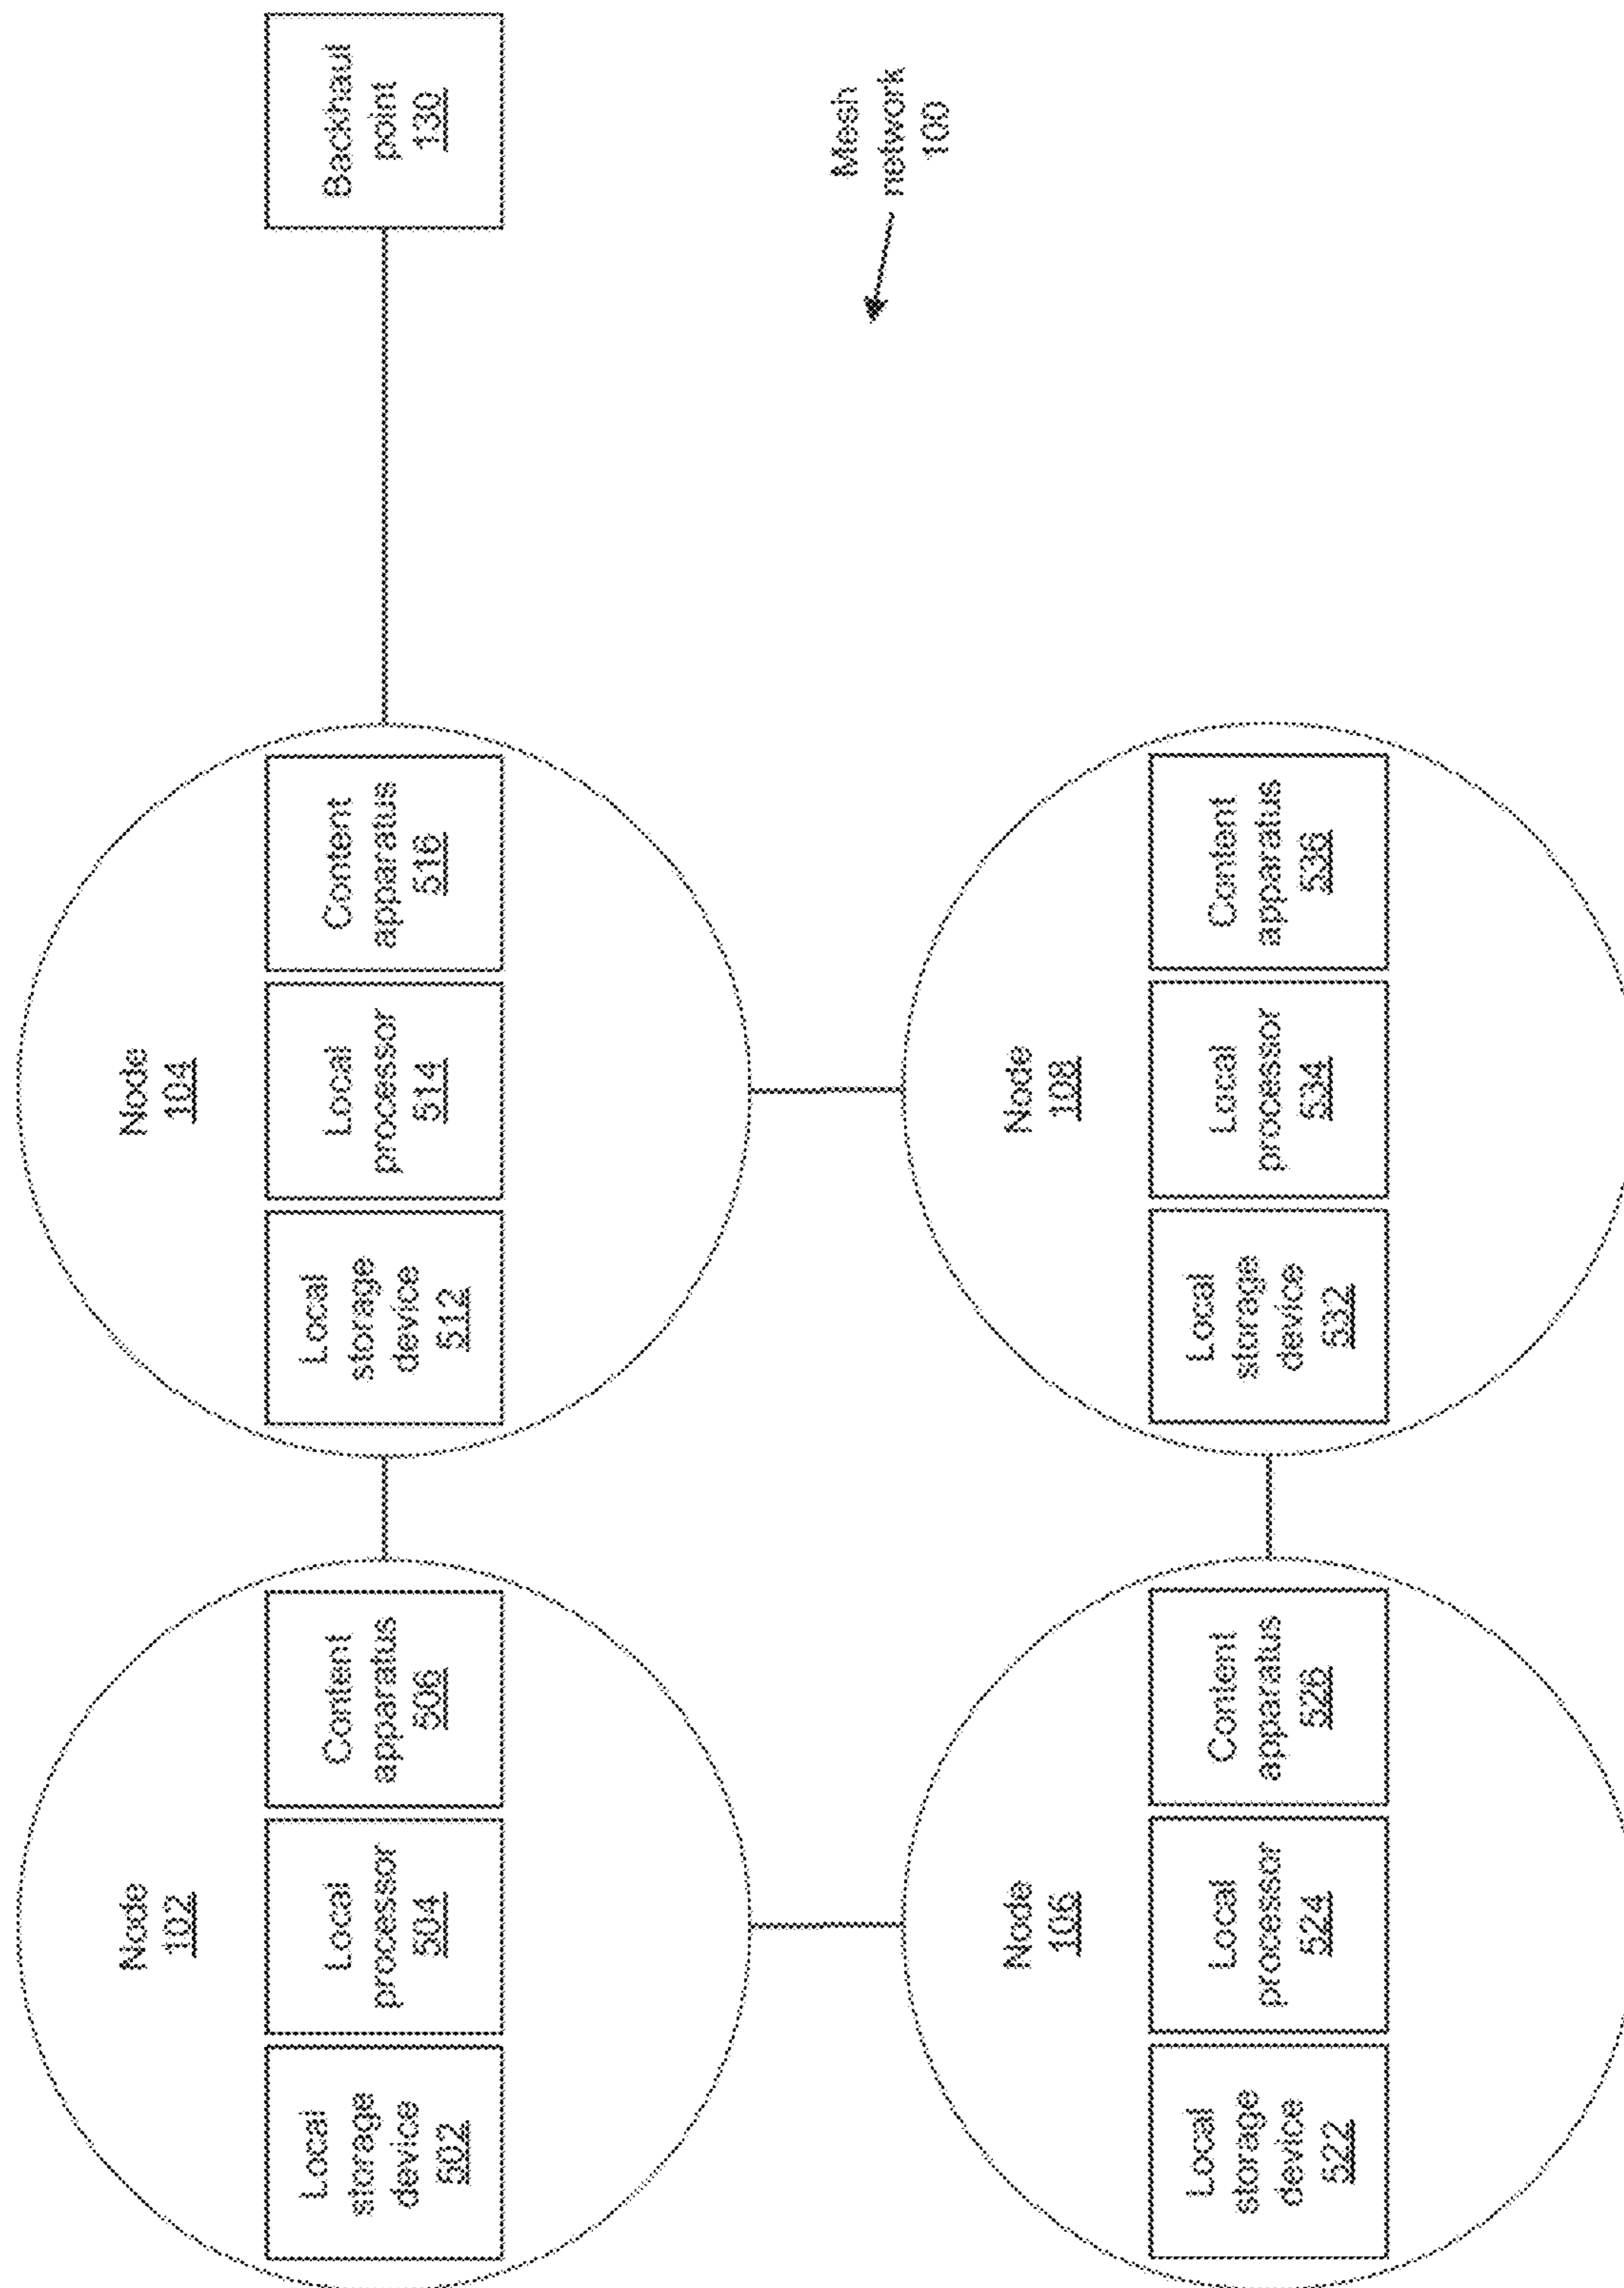 Node
102
Local
storage
device
502
Local
processor
504
Content
apparatus
506
Node
104
Local
storage
device
512
Local
processor
514
Content
apparatus
516
Backhaul
point
130
Node
106
Local
storage
device
522
Local
processor
524
Content
apparatus
526
Node
108
Local
storage
device
532
Local
processor
534
Content
apparatus
536
Mesh
network
100